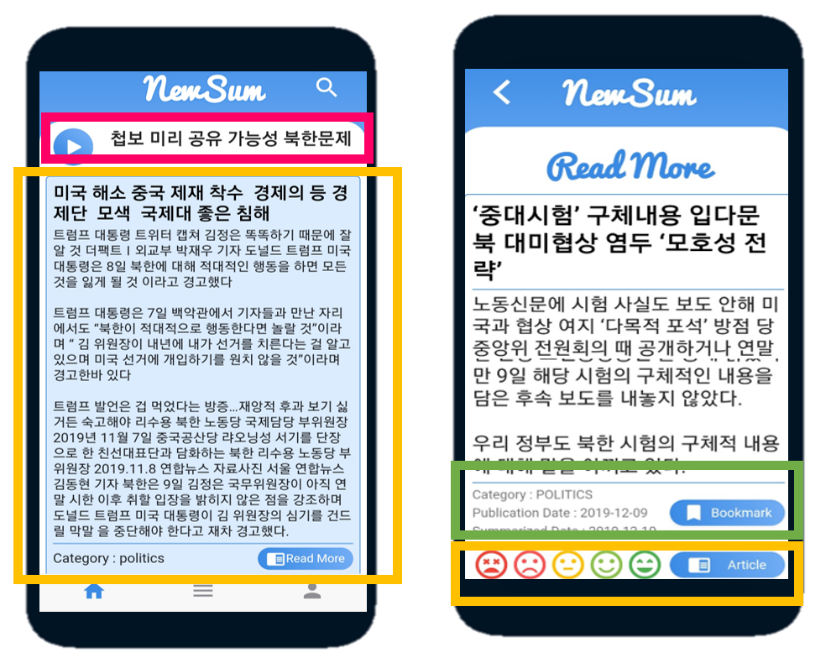 NewSum
첩보 미리 공유 가능성 북한문제
미국 해소 중국 제재 착수 경제의 등 경
제단 모색 국제대 좋은 침해
트럼프 대통령 트위터 캡쳐 김정은 똑똑하기 때문에 잘
알 것 더팩트 | 외교부 박재우 기자 도널드 트럼프 미국
대통령은 8일 북한에 대해 적대적인 행동을 하면 모든
것을 잃게 될 것 이라고 경고했다
트럼프 대통령은 7일 백악관에서 기자들과 만난 자리
에서도 “북한이 적대적으로 행동한다면 놀랄 것”이라
며 “ 김 위원장이 내년에 내가 선거를 치른다는 걸 알고
있으며 미국 선거에 개입하기를 원치 않을 것”이라며
경고한바 있다
트럼프 발언은 겁 먹었다는 방증...재앙적 후과 보기 싫
거든 숙고해야 리수용 북한 노동당 국제담당 부위원장
2019년 11월 7일 중국공산당 랴오닝성 서기를 단장
으로 한 친선대표단과 담화하는 북한 리수용 노동당 부
위원장 2019.11.8 연합뉴스 자료사진 서울 연합뉴스
김동현 기자 북한은 9일 김정은 국무위원장이 아직 연
말 시한 이후 취할 입장을 밝히지 않은 점을 강조하며
도널드 트럼프 미국 대통령이 김 위원장의 심기를 건드
릴 막말 을 중단해야 한다고 재차 경고했다.
Category : politics
Read More
NewSum
Read More
‘중대시험’ 구체내용 입다문
북 대미협상 염두 ‘모호성 전
략’
노동신문에 시험 사실도 보도 안해 미
국과 협상 여지 ‘다목적 포석’ 방점 당
중앙위 전원회의 때 공개하거나 연말
만 9일 해당 시험의 구체적인 내용을
담은 후속 보도를 내놓지 않았다.
우리 정부도 북한 시험의 구체적 내용
에 대해 말을 아끼고 있다.
Category : POLITICS
Publication Date : 2019-12-09
Summarized Date : 2019-12-10
Bookmark
Article